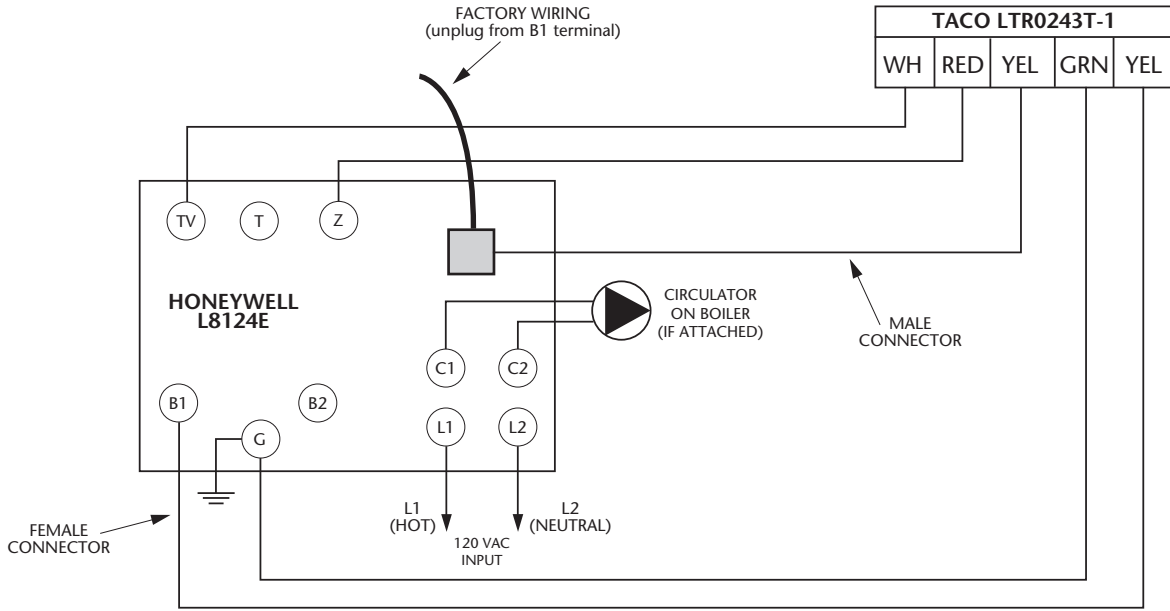 FACTORY WIRING
(unplug from B1 terminal)
TACO LTR0243T-1
WH RED YEL GRN YEL
TV T Z
HONEYWELL
L8124E
CIRCULATOR
ON BOILER
(IF ATTACHED)
MALE
CONNECTOR
C1 C2
B1 B2
L1 L2
G
FEMALE
CONNECTOR
L1
(HOT)
L2
(NEUTRAL)
120 VAC
INPUT